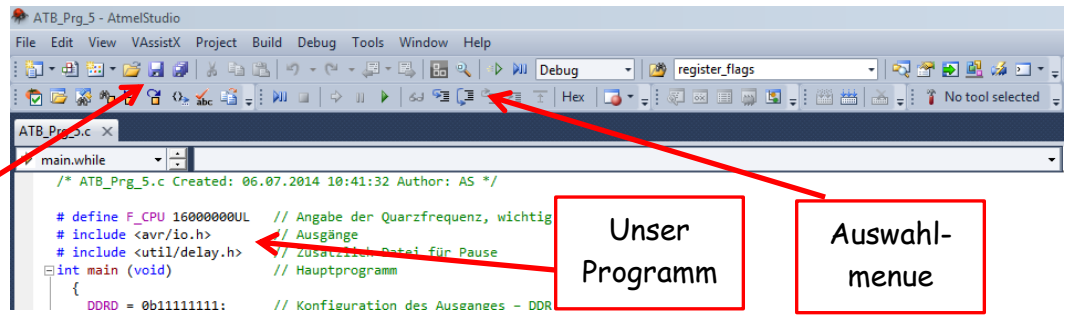 ATB_Prg_5 - AtmelStudio
File Edit View VAssistX Project Build Debug Tools Window Help
Debug register_flags
Hex No tool selected
ATB_Prg_5.c
main.while
/* ATB_Prg_5.c Created: 06.07.2014 10:41:32 Author: AS */
# define F_CPU 16000000UL // Angabe der Quarzfrequenz, wichtig
# include <avr/io.h> // Ausgänge
# include <util/delay.h> // Zusätzlich Datei für Pause
int main (void) // Hauptprogramm
{
DDRD = 0b11111111; // Konfiguration des Ausganges – DDR
Unser
Programm
Auswahl-
menue